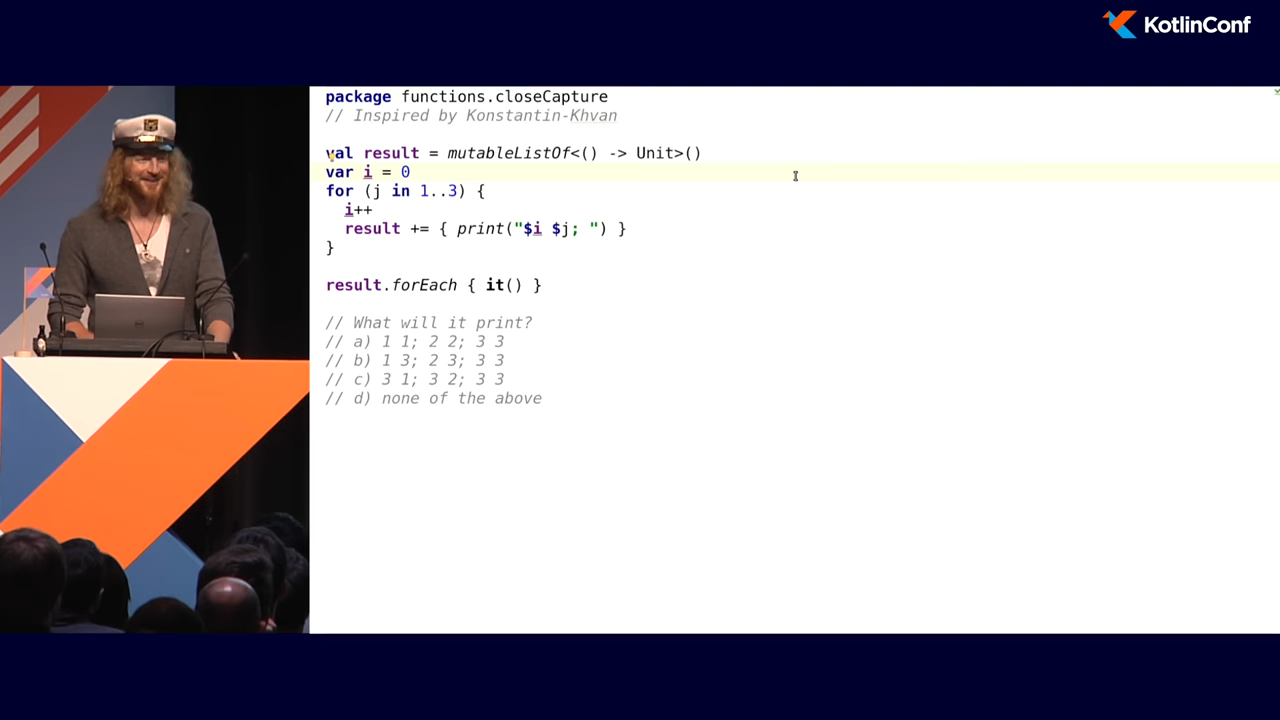 KotlinConf
package functions.closeCapture
// Inspired by Konstantin-Khvan
val result = mutableListOf<() -> Unit>()
var i = 0
for (j in 1..3) {
  i++
  result += { print("$i $j; ") }
}
result.forEach { it() }
// What will it print?
// a) 1 1; 2 2; 3 3
// b) 1 3; 2 3; 3 3
// c) 3 1; 3 2; 3 3
// d) none of the above